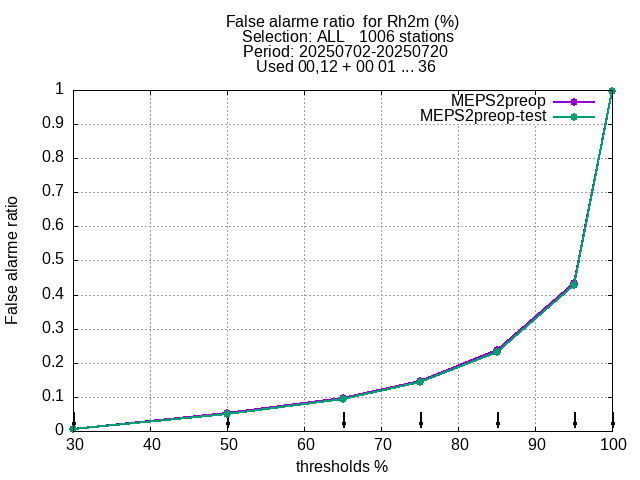 False alarme ratio  for Rh2m (%)
Selection: ALL   1006 stations
Period: 20250702-20250720
Used 00,12 + 00 01 ... 36
MEPS2preop
MEPS2preop-test
1
0.9
0.8
0.7
0.6
0.5
0.4
0.3
0.2
0.1
0
False alarme ratio
30 40 50 60 70 80 90 100
thresholds %